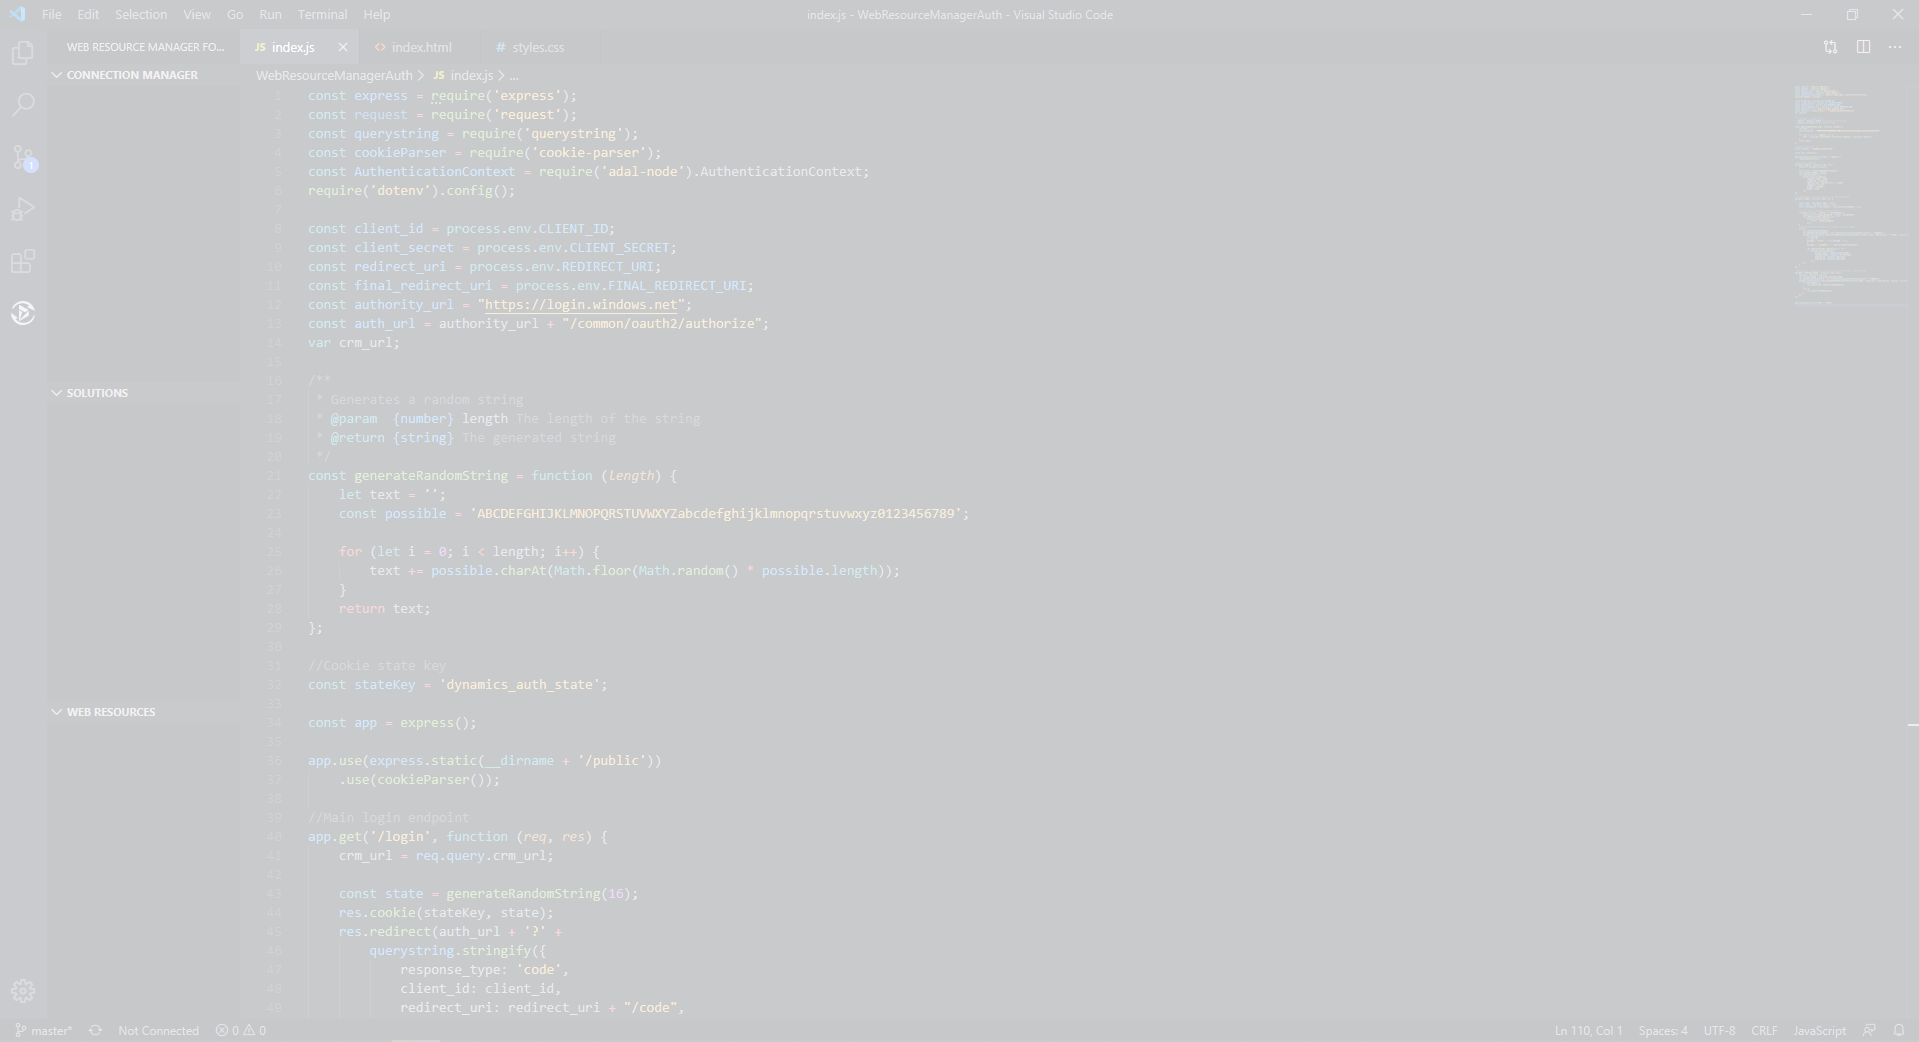 File Edit Selection View Go Run Terminal Help
index.js - WebResourceManagerAuth - Visual Studio Code
WEB RESOURCE MANAGER FO...
JS index.js
<> index.html
# styles.css
CONNECTION MANAGER
SOLUTIONS
WEB RESOURCES
1
WebResourceManagerAuth > JS index.js > ...
1 const express = require('express');
2 const request = require('request');
3 const querystring = require('querystring');
4 const cookieParser = require('cookie-parser');
5 const AuthenticationContext = require('adal-node').AuthenticationContext;
6 require('dotenv').config();
7
8 const client_id = process.env.CLIENT_ID;
9 const client_secret = process.env.CLIENT_SECRET;
10 const redirect_uri = process.env.REDIRECT_URI;
11 const final_redirect_uri = process.env.FINAL_REDIRECT_URI;
12 const authority_url = "https://login.windows.net";
13 const auth_url = authority_url + "/common/oauth2/authorize";
14 var crm_url;
15
16 /**
17 * Generates a random string
18 * @param {number} length The length of the string
19 * @return {string} The generated string
20 */
21 const generateRandomString = function (length) {
22 let text = '';
23 const possible = 'ABCDEFGHIJKLMNOPQRSTUVWXYZabcdefghijklmnopqrstuvwxyz0123456789';
24
25 for (let i = 0; i < length; i++) {
26 text += possible.charAt(Math.floor(Math.random() * possible.length));
27 }
28 return text;
29 };
30
31 //Cookie state key
32 const stateKey = 'dynamics_auth_state';
33
34 const app = express();
35
36 app.use(express.static(__dirname + '/public'))
37 .use(cookieParser());
38
39 //Main login endpoint
40 app.get('/login', function (req, res) {
41 crm_url = req.query.crm_url;
42
43 const state = generateRandomString(16);
44 res.cookie(stateKey, state);
45 res.redirect(auth_url + '?' +
46 querystring.stringify({
47 response_type: 'code',
48 client_id: client_id,
49 redirect_uri: redirect_uri + "/code",
master* Not Connected 0 0 Ln 110, Col 1 Spaces: 4 UTF-8 CRLF JavaScript